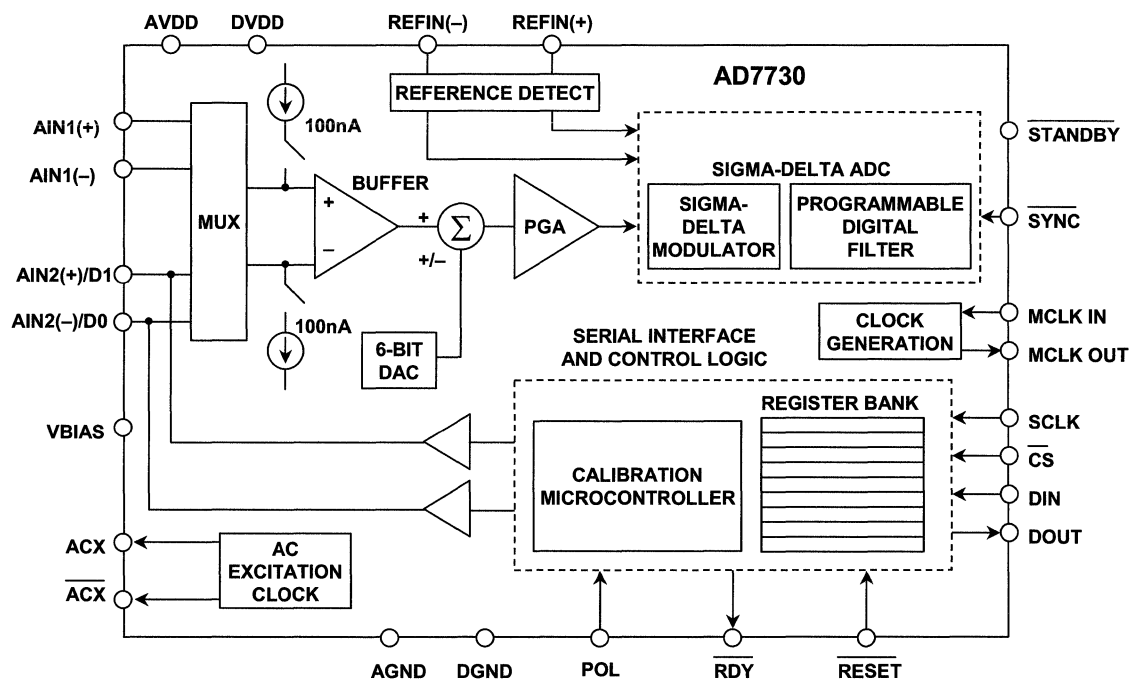 AVDD DVDD REFIN(–) REFIN(+)
AD7730
REFERENCE DETECT
AIN1(+)
100nA
STANDBY
AIN1(–)
SIGMA-DELTA ADC
BUFFER
MUX
+
–
+
+/–
Σ
PGA
SIGMA-
DELTA
MODULATOR
PROGRAMMABLE
DIGITAL
FILTER
SYNC
AIN2(+)/D1
AIN2(–)/D0
100nA
6-BIT
DAC
SERIAL INTERFACE
AND CONTROL LOGIC
CLOCK
GENERATION
MCLK IN
MCLK OUT
REGISTER BANK
SCLK
VBIAS
CS
CALIBRATION
MICROCONTROLLER
DIN
DOUT
ACX
AC
EXCITATION
CLOCK
ACX
AGND DGND POL RDY RESET